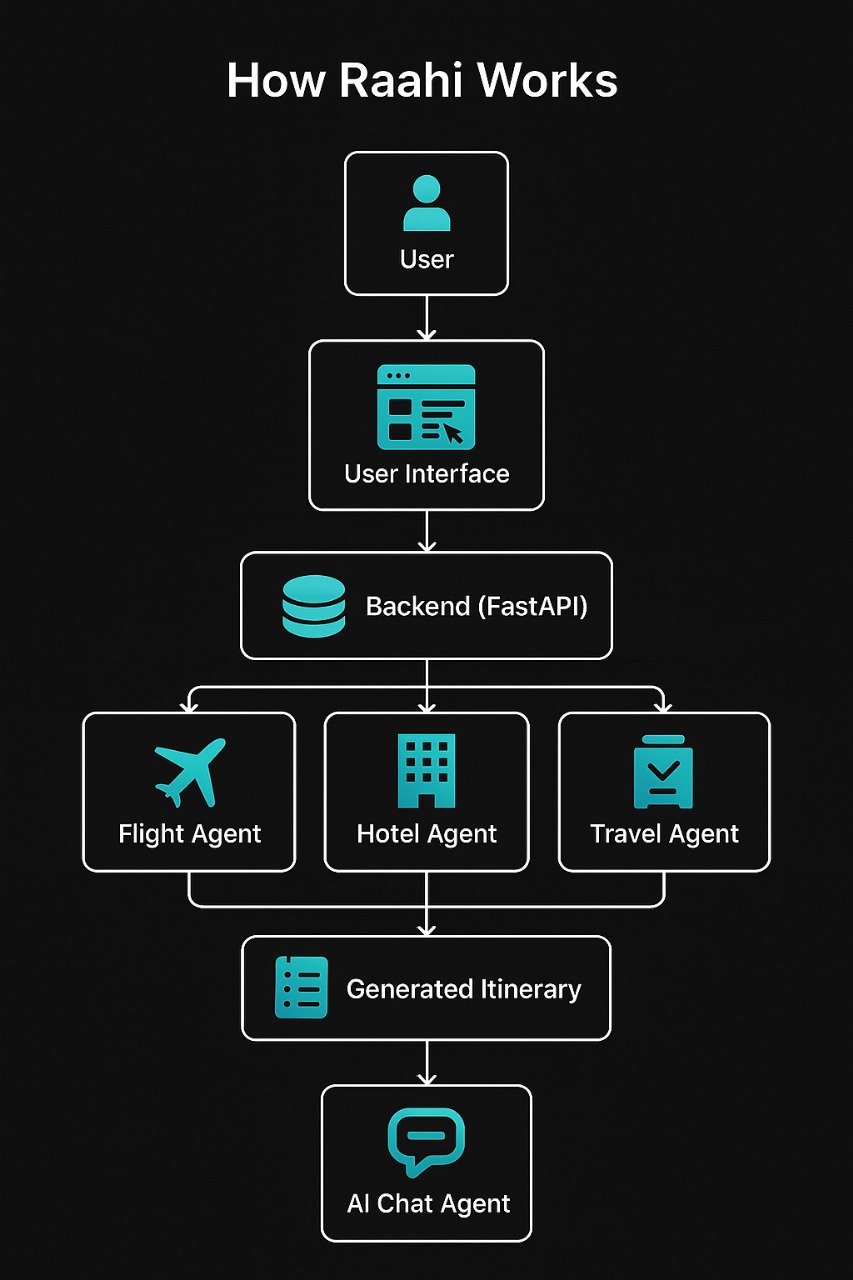 How Raahi Works
User
User Interface
Backend (FastAPI)
Flight Agent
Hotel Agent
Travel Agent
Generated Itinerary
AI Chat Agent